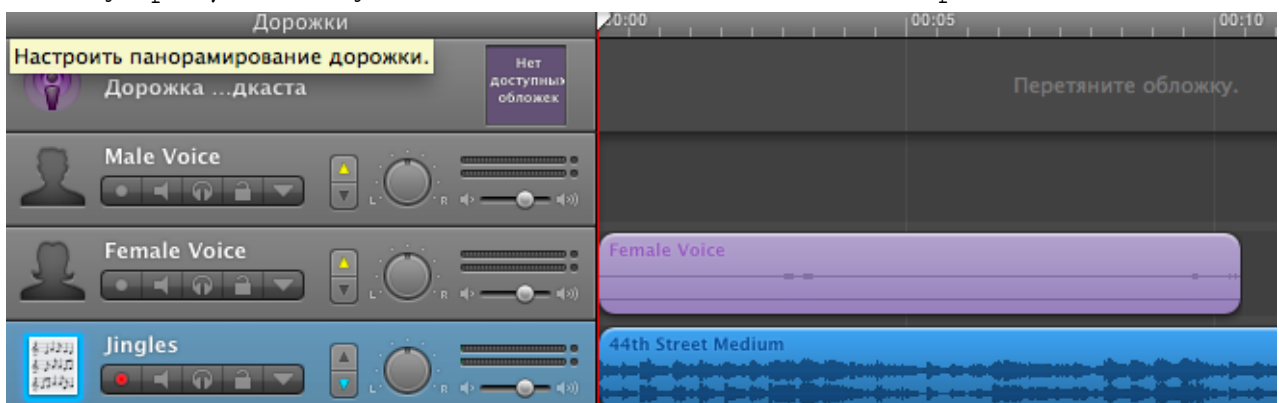 Дорожки
00:00 00:05 00:10
Настроить панорамирование дорожки.
Дорожка ...дкаста
Нет
доступных
обложек
Перетяните обложку.
Male Voice
L R
Female Voice
L R
Female Voice
Jingles
L R
44th Street Medium